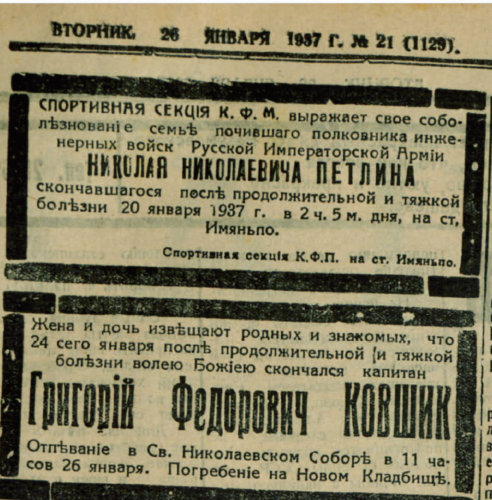 ВТОРНИК, 26 ЯНВАРЯ 1937 Г. № 21 (1129).
СПОРТИВНАЯ СЕКЦІЯ К. Ф. М. выражает свое собо-
лѣзнованіе семьѣ почившаго полковника инже-
нерных войск Русской Императорской Арміи
НИКОЛАЯ НИКОЛАЕВИЧА ПЕТЛИНА
скончавшагося послѣ продолжительной и тяжкой
болѣзни 20 января 1937 г. в 2 ч. 5 м. дня, на ст,
Имяньпо.
Спортивная секція К.Ф.П. на ст. Имяньпо.
Жена и дочь извѣщают родных и знакомых, что
24 сего января послѣ продолжительной и тяжкой
болѣзни волею Божіею скончался капитан
Григорій Федорович КОВШИК
Отпѣваніе в Св. Николаевском Соборѣ в 11 ча-
сов 26 января. Погребеніе на Новом Кладбищѣ.